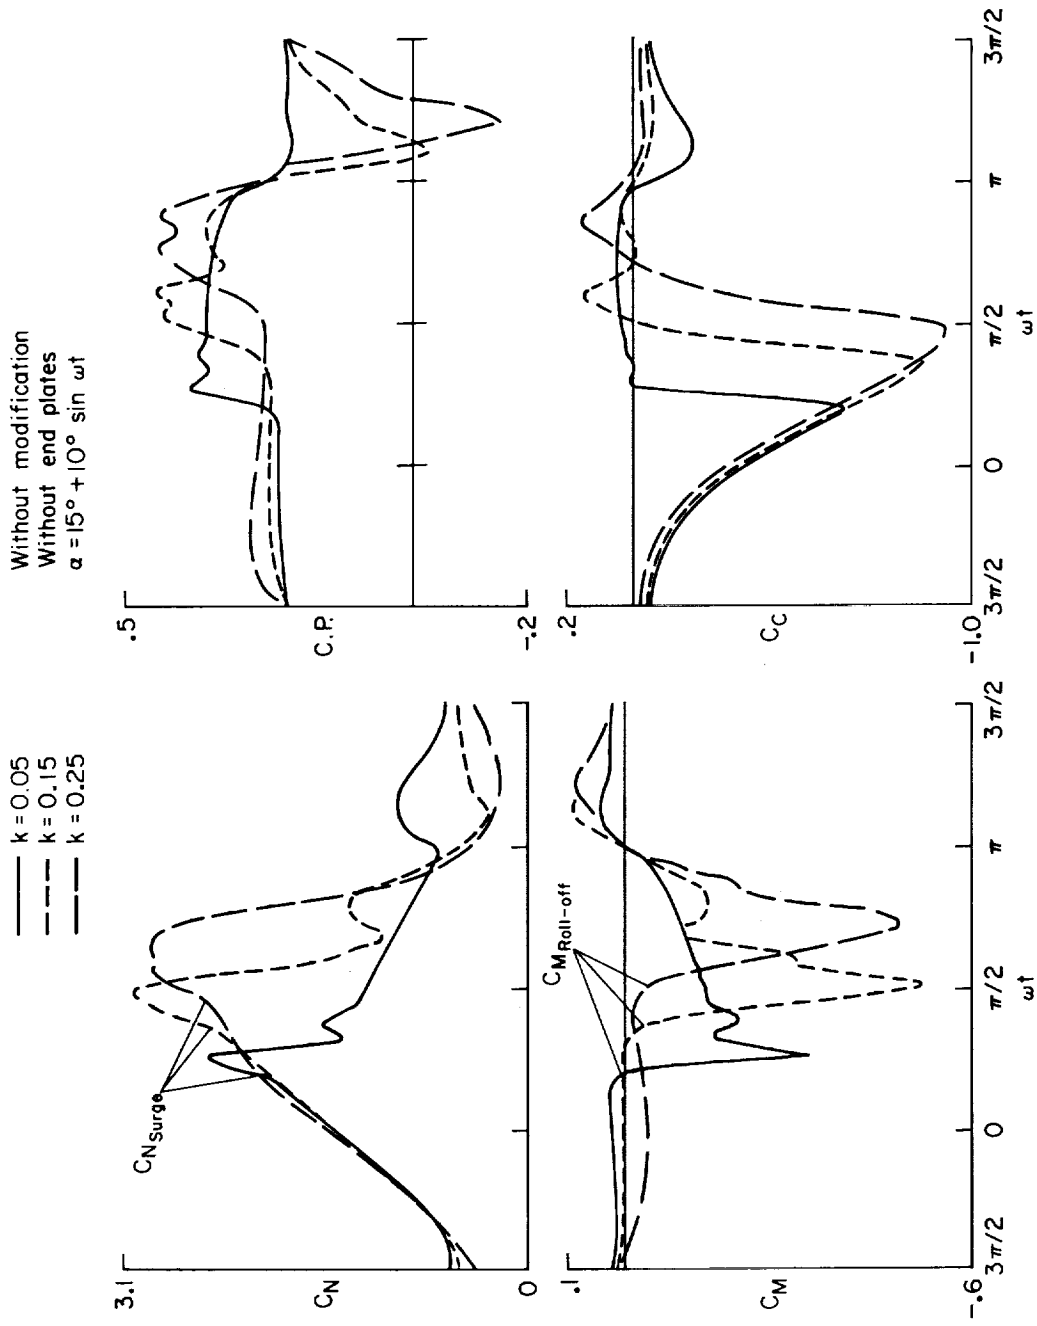 k = 0.05
k = 0.15
k = 0.25
Without modification
Without end plates
α = 15° + 10° sin ωt
3.1
C_N
0
C_N Surge
.5
C.P.
-.2
.1
C_M
-.6
C_M Roll-off
3π/2
0
π/2
π
3π/2
ωt
.2
C_C
-1.0
3π/2
0
π/2
π
3π/2
ωt